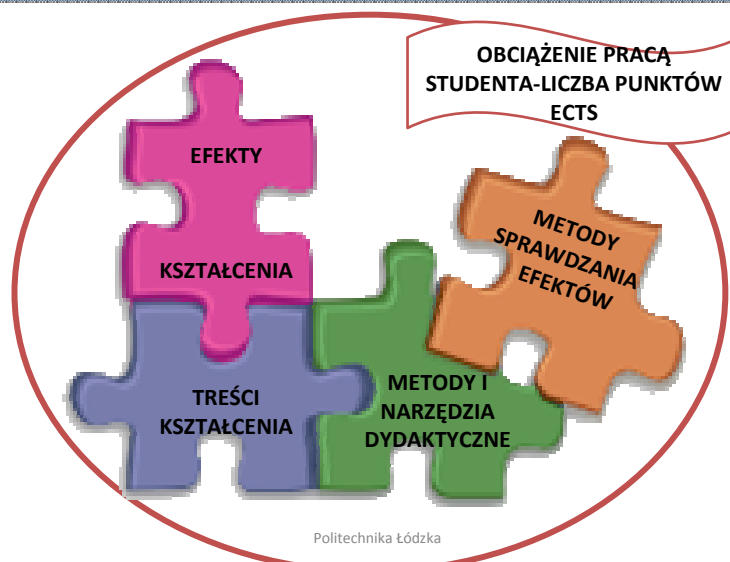 OBCIĄŻENIE PRACĄ
STUDENTA-LICZBA PUNKTÓW
ECTS
EFEKTY
KSZTAŁCENIA
METODY
SPRAWDZANIA
EFEKTÓW
TREŚCI
KSZTAŁCENIA
METODY I
NARZĘDZIA
DYDAKTYCZNE
Politechnika Łódzka